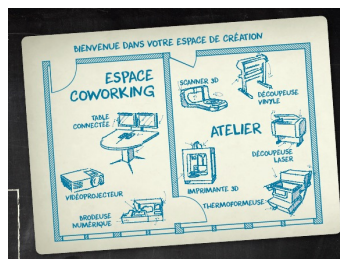 BIENVENUE DANS VOTRE ESPACE DE CRÉATION
ESPACE
COWORKING
TABLE
CONNECTÉE
VIDÉOPROJECTEUR
BRODEUSE
NUMÉRIQUE
SCANNER 3D
DÉCOUPEUSE
VINYLE
ATELIER
DÉCOUPEUSE
LASER
IMPRIMANTE 3D
THERMOFORMEUSE